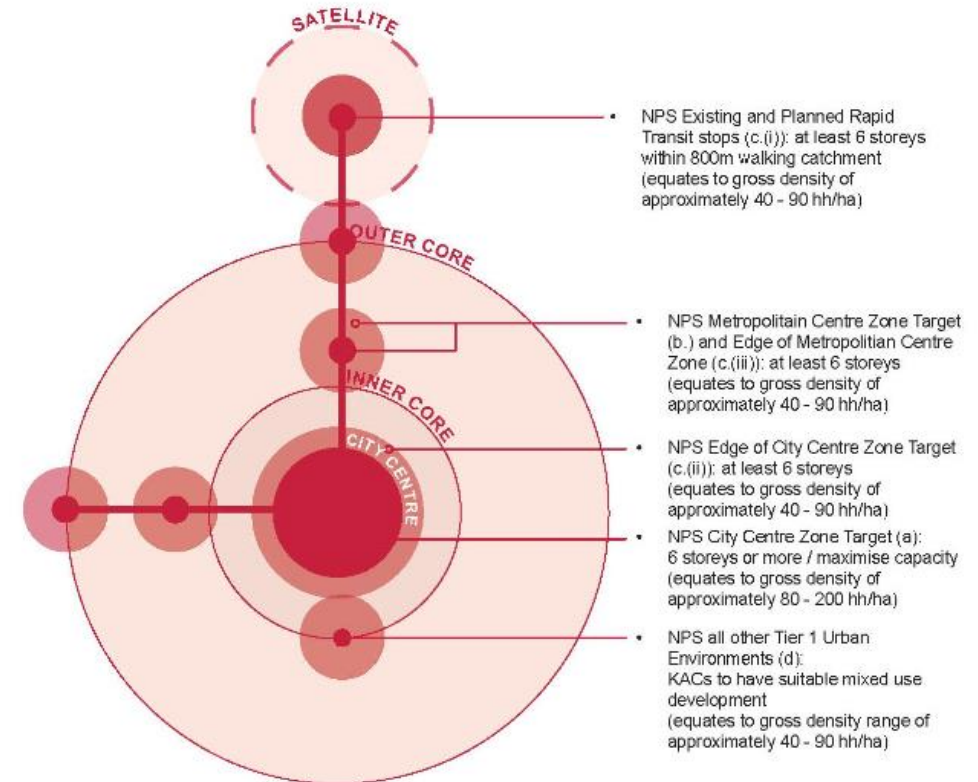 SATELLITE
OUTER CORE
INNER CORE
CITY CENTRE
• NPS Existing and Planned Rapid
Transit stops (c.(i)): at least 6 storeys
within 800m walking catchment
(equates to gross density of
approximately 40 - 90 hh/ha)
• NPS Metropolitain Centre Zone Target
(b.) and Edge of Metropolitian Centre
Zone (c.(iii)): at least 6 storeys
(equates to gross density of
approximately 40 - 90 hh/ha)
• NPS Edge of City Centre Zone Target
(c.(ii)): at least 6 storeys
(equates to gross density of
approximately 40 - 90 hh/ha)
• NPS City Centre Zone Target (a):
6 storeys or more / maximise capacity
(equates to gross density of
approximately 80 - 200 hh/ha)
• NPS all other Tier 1 Urban
Environments (d):
KACs to have suitable mixed use
development
(equates to gross density range of
approximately 40 - 90 hh/ha)